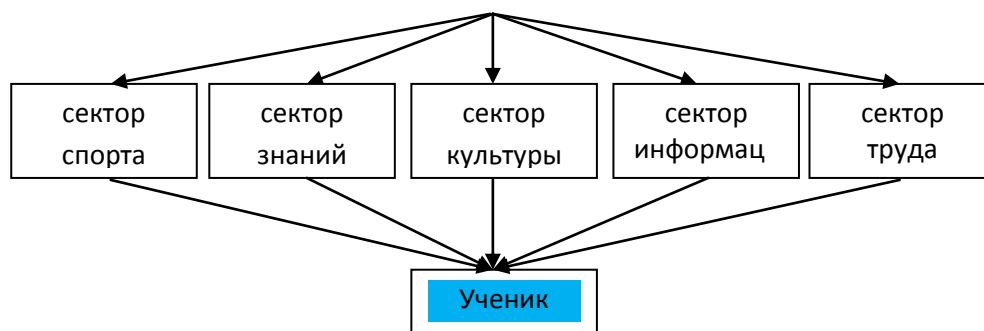 сектор
спорта
сектор
знаний
сектор
культуры
сектор
информац
сектор
труда
Ученик